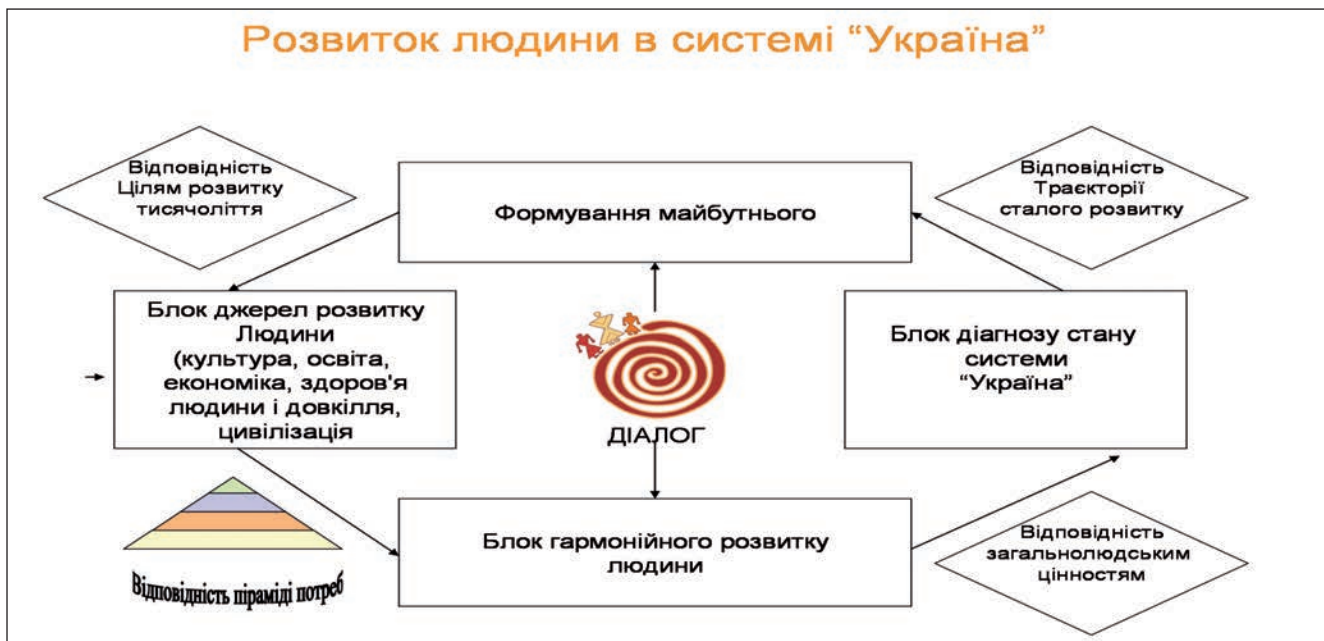 Розвиток людини в системі “Україна”
Відповідність
Цілям розвитку
тисячоліття
Формування майбутнього
Відповідність
Траєкторії
сталого розвитку
Блок джерел розвитку
Людини
(культура, освіта,
економіка, здоров'я
людини і довкілля,
цивілізація
ДІАЛОГ
Блок діагнозу стану
системи
“Україна”
Відповідність піраміді потреб
Блок гармонійного розвитку
людини
Відповідність
загальнолюдським
цінностям